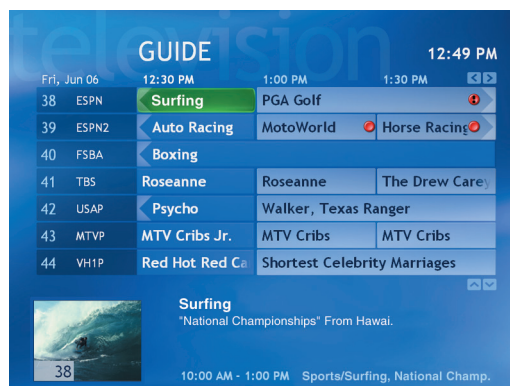 television
GUIDE
12:49 PM
Fri, Jun 06 12:30 PM 1:00 PM 1:30 PM
38 ESPN Surfing PGA Golf
39 ESPN2 Auto Racing MotoWorld Horse Racing
40 FSBA Boxing
41 TBS Roseanne Roseanne The Drew Carey
42 USAP Psycho Walker, Texas Ranger
43 MTVP MTV Cribs Jr. MTV Cribs MTV Cribs
44 VH1P Red Hot Red Ca Shortest Celebrity Marriages
Surfing
"National Championships" From Hawai.
38
10:00 AM - 1:00 PM Sports/Surfing, National Champ.